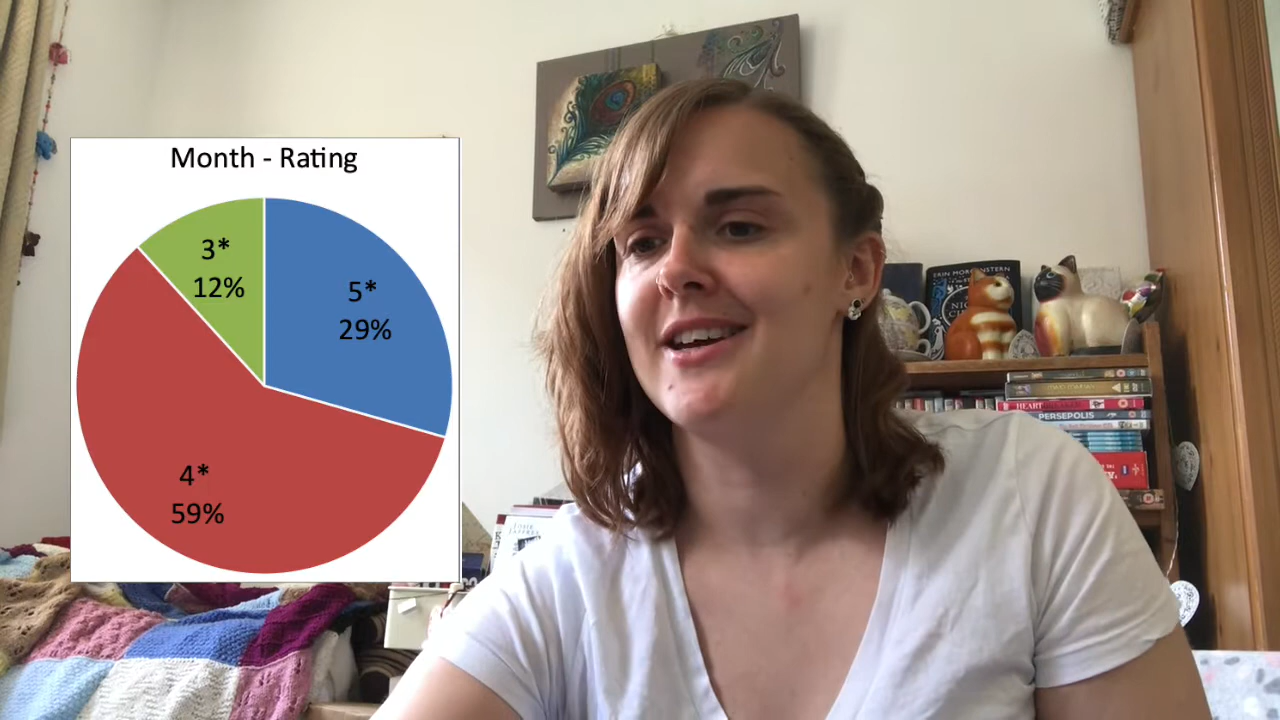 Month - Rating
3*
12%
5*
29%
4*
59%
ERIN MORGENSTERN
HEART
PERSEPOLIS